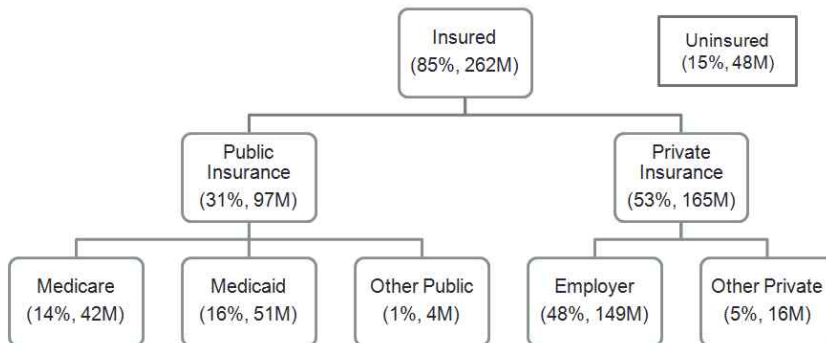 Insured
(85%, 262M)
Uninsured
(15%, 48M)
Public
Insurance
(31%, 97M)
Private
Insurance
(53%, 165M)
Medicare
(14%, 42M)
Medicaid
(16%, 51M)
Other Public
(1%, 4M)
Employer
(48%, 149M)
Other Private
(5%, 16M)